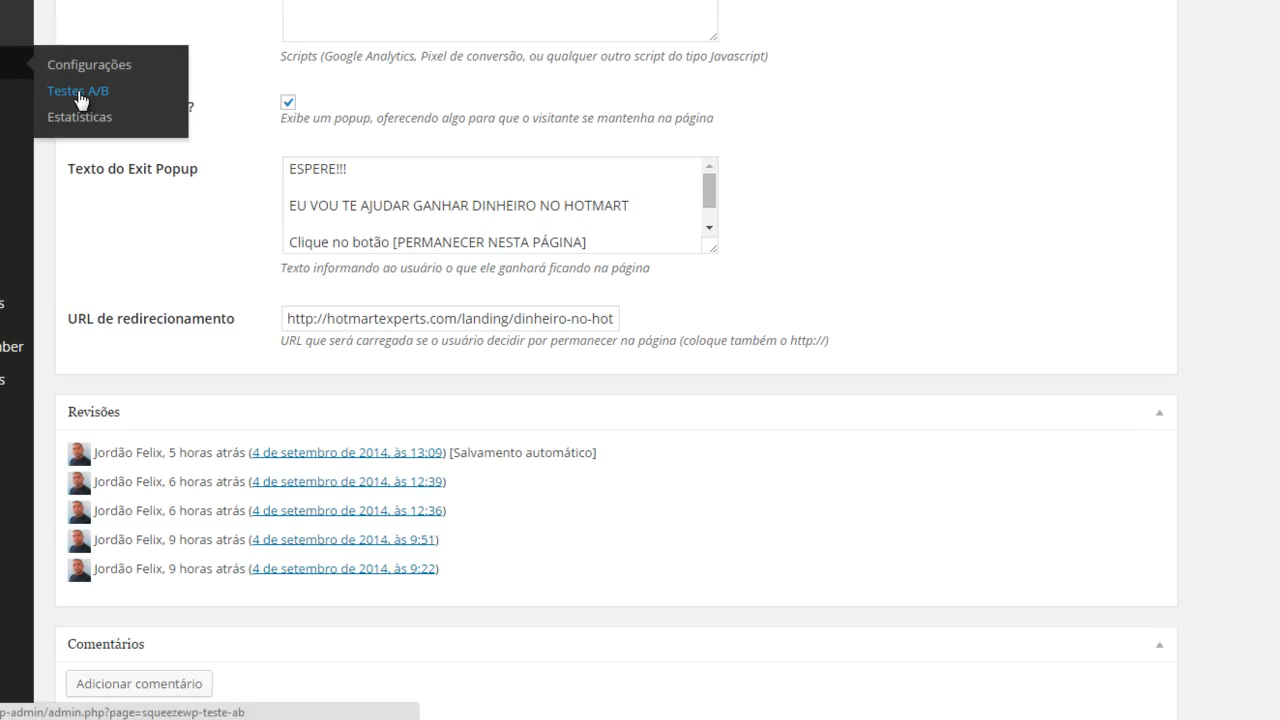 Scripts (Google Analytics, Pixel de conversão, ou qualquer outro script do tipo Javascript)
Configurações
Testes A/B
Estatísticas
?
Exibe um popup, oferecendo algo para que o visitante se mantenha na página
Texto do Exit Popup
ESPERE!!!
EU VOU TE AJUDAR GANHAR DINHEIRO NO HOTMART
Clique no botão [PERMANECER NESTA PÁGINA]
Texto informando ao usuário o que ele ganhará ficando na página
s
URL de redirecionamento
http://hotmartexperts.com/landing/dinheiro-no-hot
URL que será carregada se o usuário decidir por permanecer na página (coloque também o http://)
ber
s
Revisões
Jordão Felix, 5 horas atrás (4 de setembro de 2014, às 13:09) [Salvamento automático]
Jordão Felix, 6 horas atrás (4 de setembro de 2014, às 12:39)
Jordão Felix, 6 horas atrás (4 de setembro de 2014, às 12:36)
Jordão Felix, 9 horas atrás (4 de setembro de 2014, às 9:51)
Jordão Felix, 9 horas atrás (4 de setembro de 2014, às 9:22)
Comentários
Adicionar comentário
p-admin/admin.php?page=squeezewp-teste-ab